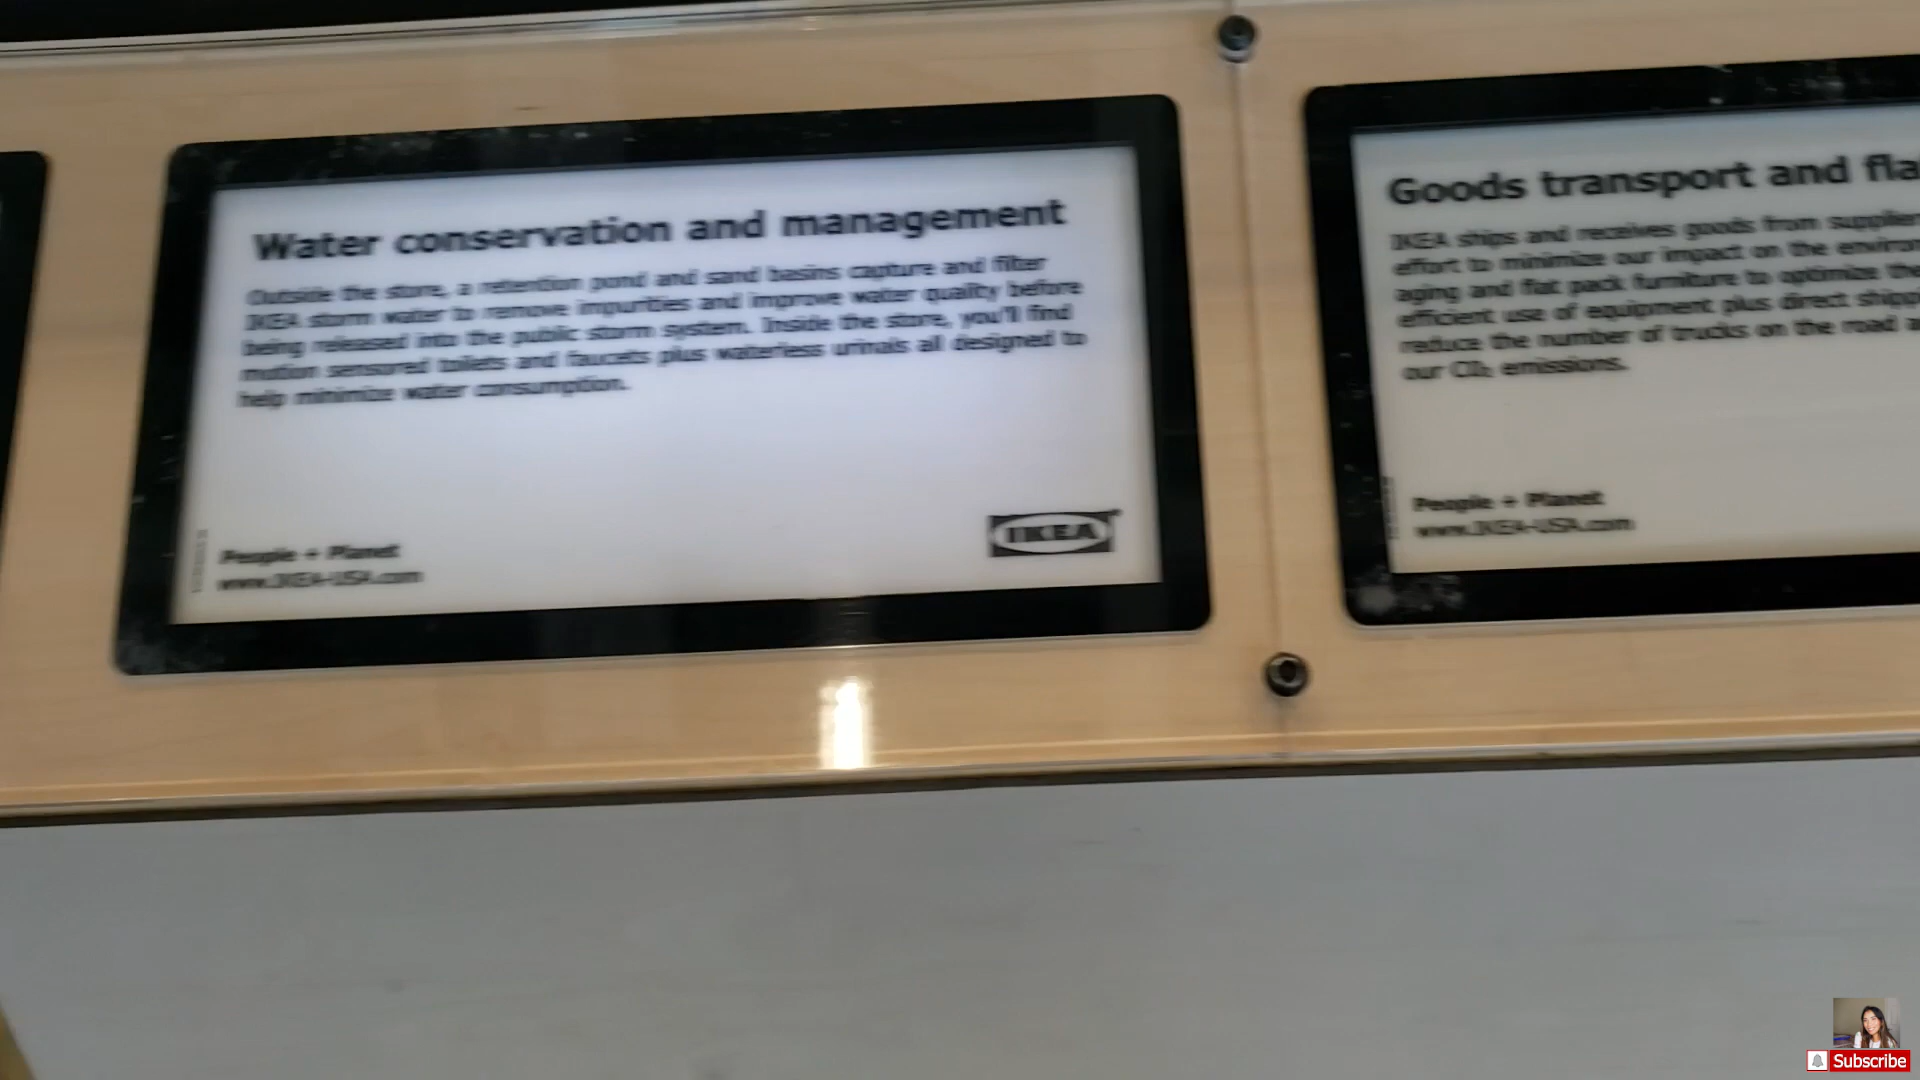 Water conservation and management
Outside the store, a retention pond and sand basins capture and filter
IKEA storm water to remove impurities and improve water quality before
being released into the public storm system. Inside the store, you'll find
motion sensored toilets and faucets plus waterless urinals all designed to
help minimize water consumption.
People + Planet
www.IKEA-USA.com
IKEA
Goods transport and
IKEA ships and receives goods from
effort to minimize our impact on the
aging and flat pack furniture to optimize
efficient use of equipment plus direct
reduce the number of trucks on the road
our CO₂ emissions.
People + Planet
www.IKEA-USA.com
Subscribe